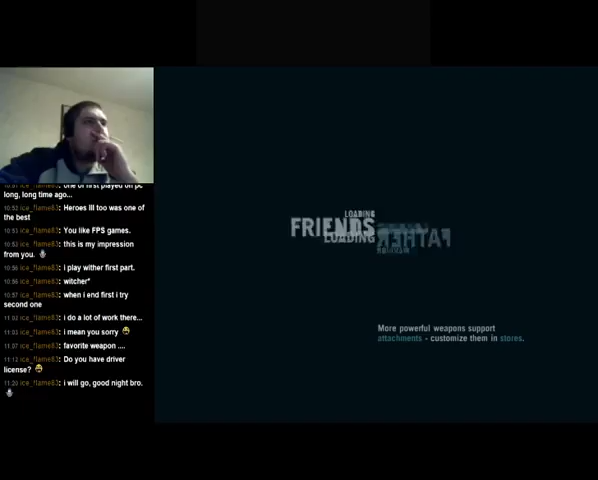 long, long time ago...
10:52 ice_flame83: Heroes III too was one of
the best
10:53 ice_flame83: You like FPS games.
10:53 ice_flame83: this is my impression
from you.
10:56 ice_flame83: i play wither first part.
10:56 ice_flame83: witcher*
10:57 ice_flame83: when i end first i try
second one
11:02 ice_flame83: i do a lot of work there...
11:03 ice_flame83: i mean you sorry
11:07 ice_flame83: favorite weapon ....
11:12 ice_flame83: Do you have driver
license?
11:20 ice_flame83: i will go, good night bro.
LOADING
FRIENDS
LOADING
FATHER
More powerful weapons support
attachments - customize them in stores.